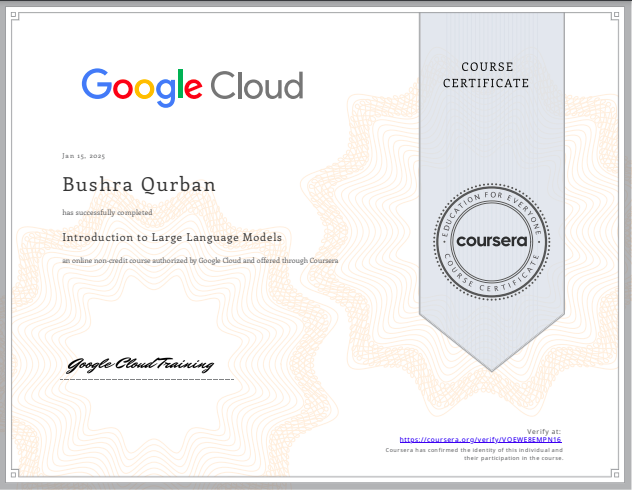 Google Cloud
COURSE
CERTIFICATE
Jan 15, 2025
Bushra Qurban
has successfully completed
Introduction to Large Language Models
an online non-credit course authorized by Google Cloud and offered through Coursera
EDUCATION FOR EVERYONE
coursera
COURSE CERTIFICATE
Google Cloud Training
Verify at:
https://coursera.org/verify/VOEWE8EMPN16
Coursera has confirmed the identity of this individual and
their participation in the course.